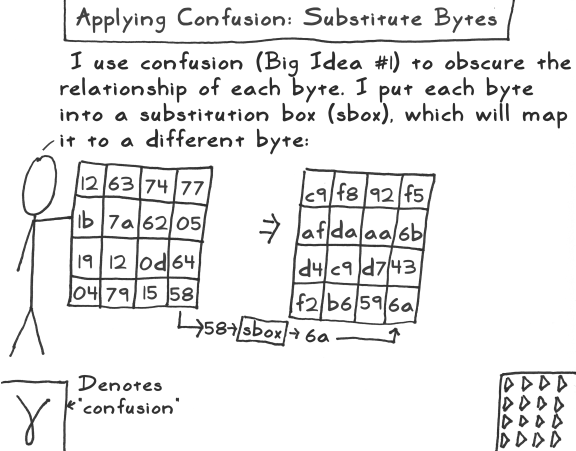 Applying Confusion: Substitute Bytes
I use confusion (Big Idea #1) to obscure the
relationship of each byte. I put each byte
into a substitution box (sbox), which will map
it to a different byte:
12 63 74 77
1b 7a 62 05
19 12 0d 64
04 79 15 58
⇒
c9 f8 92 f5
af da aa 6b
d4 c9 d7 43
f2 b6 59 6a
58→sbox→6a
Denotes
"confusion"
γ